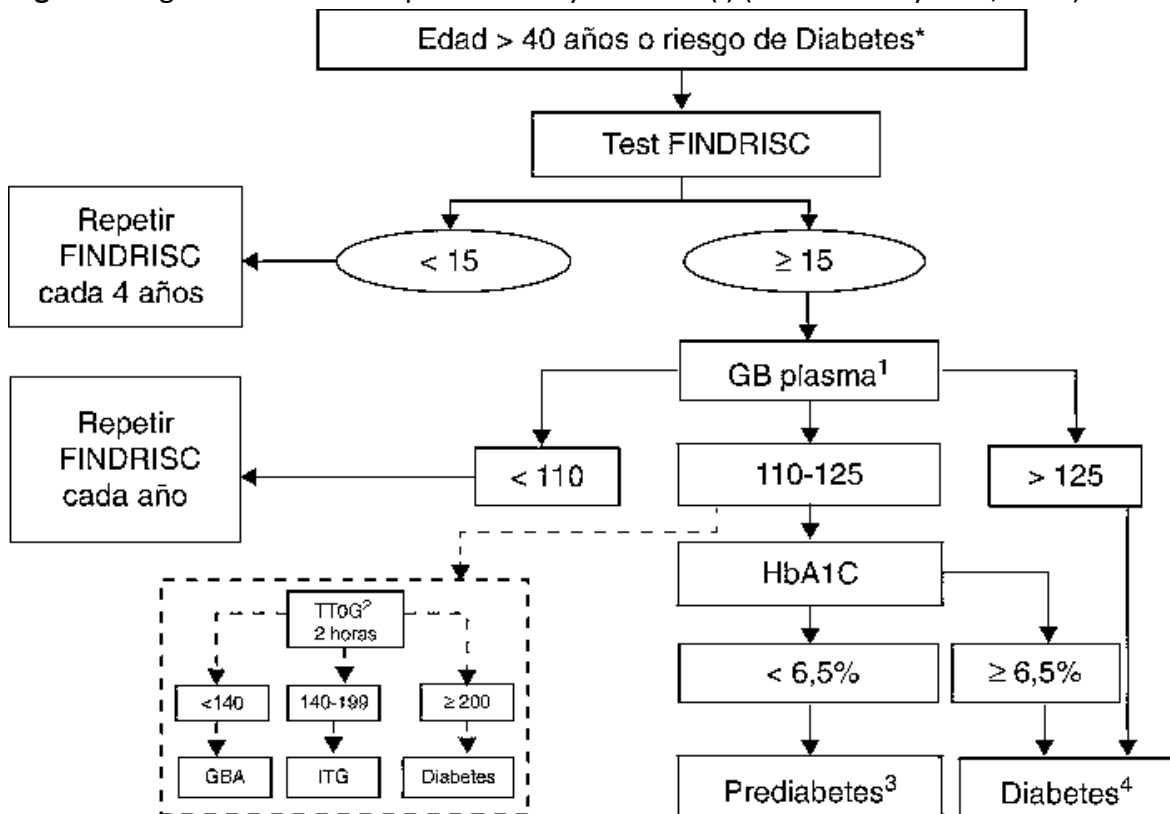 Edad > 40 años o riesgo de Diabetes*
Test FINDRISC
Repetir
FINDRISC
cada 4 años
< 15
≥ 15
GB plasma¹
Repetir
FINDRISC
cada año
< 110
110-125
> 125
HbA1C
TTOG²
2 horas
< 6,5%
≥ 6,5%
<140
140-199
≥ 200
GBA
ITG
Diabetes
Prediabetes³
Diabetes⁴